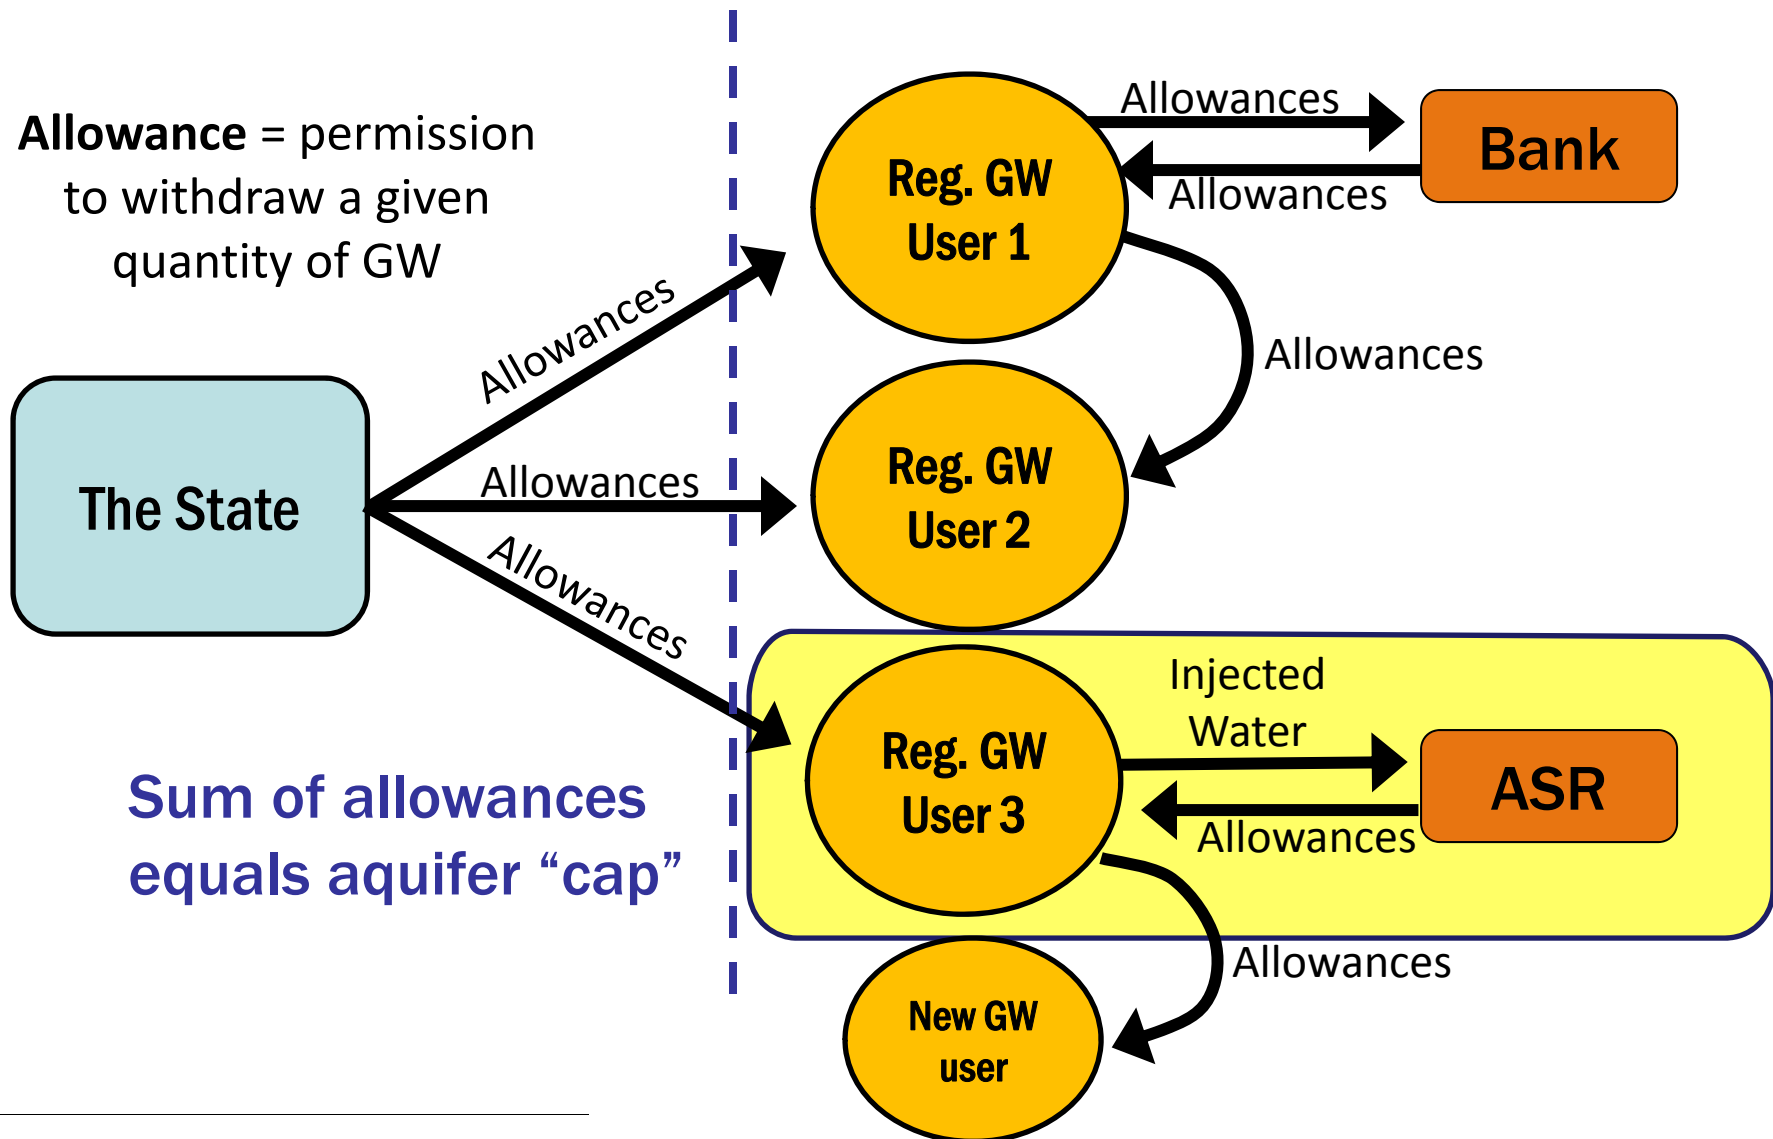 Allowance = permission
to withdraw a given
quantity of GW
The State
Allowances
Allowances
Allowances
Sum of allowances
equals aquifer “cap”
Reg. GW
User 1
Allowances
Allowances
Bank
Allowances
Reg. GW
User 2
Reg. GW
User 3
Injected
Water
Allowances
ASR
Allowances
New GW
user